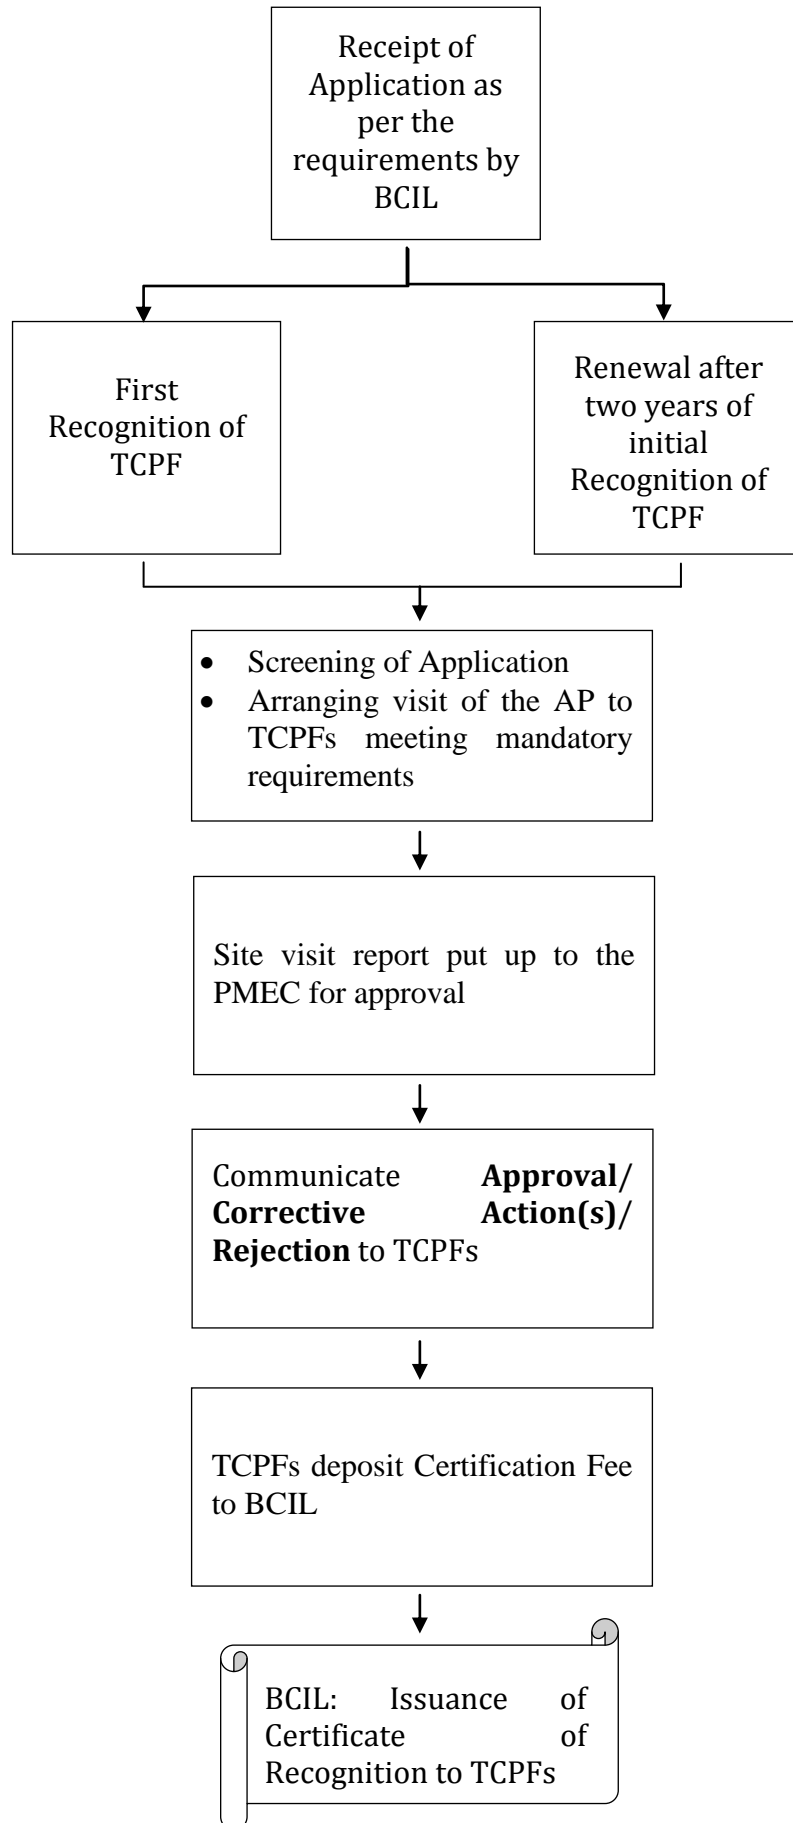 Receipt of
Application as
per the
requirements by
BCIL
First
Recognition of
TCPF
Renewal after
two years of
initial
Recognition of
TCPF
• Screening of Application
• Arranging visit of the AP to
TCPFs meeting mandatory
requirements
Site visit report put up to the
PMEC for approval
Communicate Approval/
Corrective Action(s)/
Rejection to TCPFs
TCPFs deposit Certification Fee
to BCIL
BCIL: Issuance of
Certificate of
Recognition to TCPFs